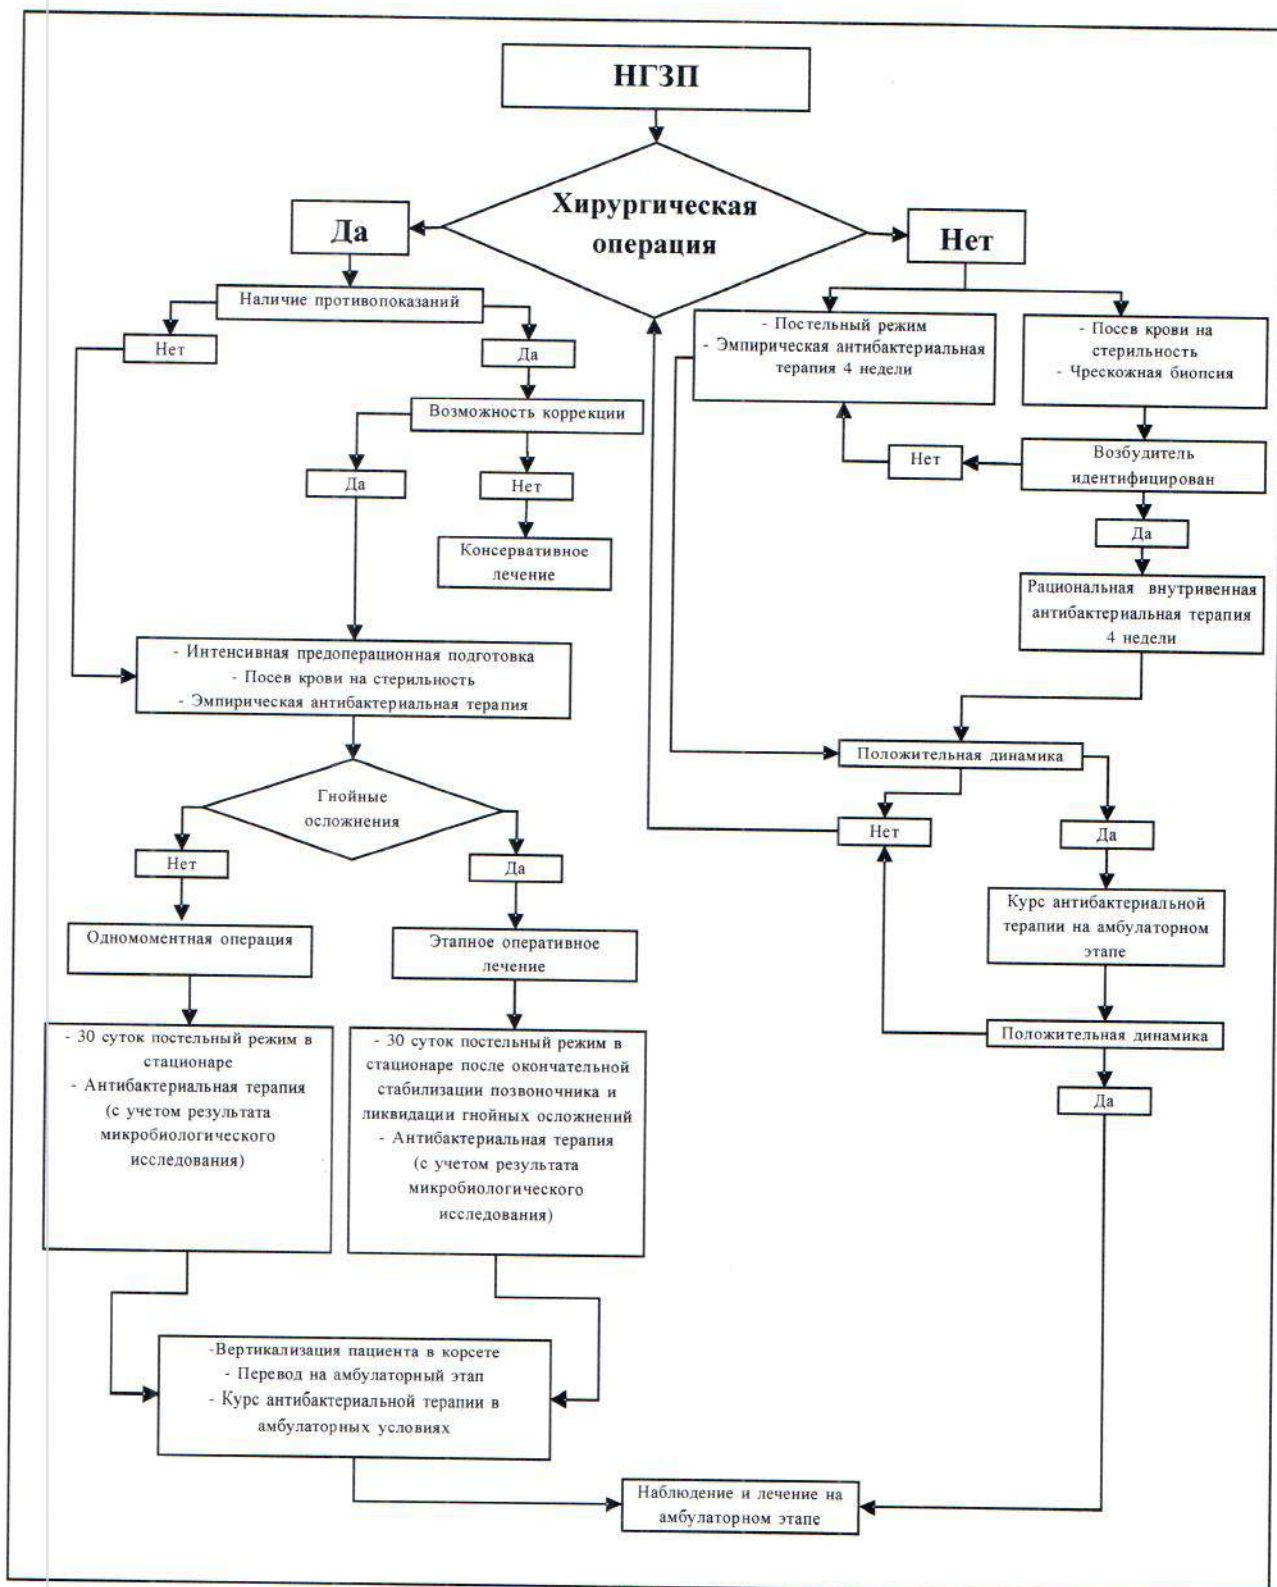 НГЗП
Хирургическая
операция
Да
Нет
Наличие противопоказаний
Нет
Да
Возможность коррекции
Да
Нет
Консервативное
лечение
- Интенсивная предоперационная подготовка
- Посев крови на стерильность
- Эмпирическая антибактериальная терапия
Гнойные
осложнения
Нет
Да
Одномоментная операция
Этапное оперативное
лечение
- 30 суток постельный режим в
стационаре
- Антибактериальная терапия
(с учетом результата
микробиологического
исследования)
- 30 суток постельный режим в
стационаре после окончательной
стабилизации позвоночника и
ликвидации гнойных осложнений
- Антибактериальная терапия
(с учетом результата
микробиологического
исследования)
-Вертикализация пациента в корсете
- Перевод на амбулаторный этап
- Курс антибактериальной терапии в
амбулаторных условиях
- Постельный режим
- Эмпирическая антибактериальная
терапия 4 недели
- Посев крови на
стерильность
- Чрескожная биопсия
Нет
Возбудитель
идентифицирован
Да
Рациональная внутривенная
антибактериальная терапия
4 недели
Положительная динамика
Нет
Да
Курс антибактериальной
терапии на амбулаторном
этапе
Положительная динамика
Да
Наблюдение и лечение на
амбулаторном этапе